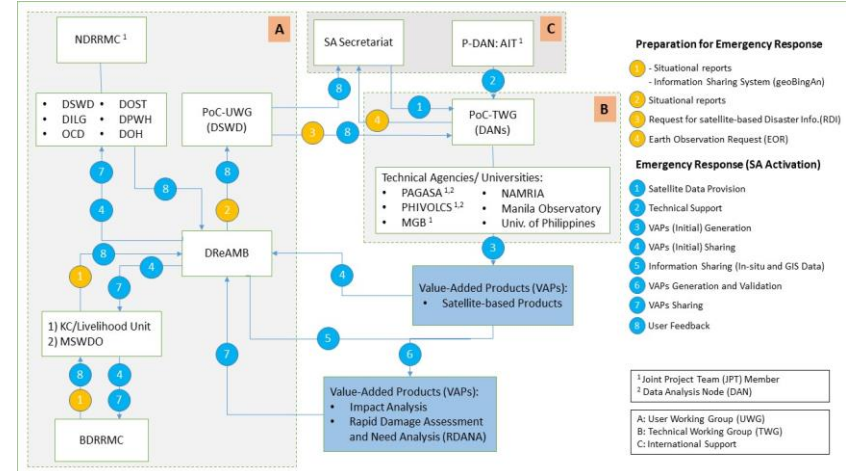 A
NDRRMC 1
• DSWD • DOST
• DILG • DPWH
• OCD • DOH
PoC-UWG
(DSWD)
DReAMB
1) KC/Livelihood Unit
2) MSWDO
BDRRMC
7
8
4
8
2
1
8
4
7
8
1
4
7
C
SA Secretariat
P-DAN: AIT 1
8
2
1
4
3
8
B
PoC-TWG
(DANs)
Technical Agencies/ Universities:
• PAGASA 1,2 • NAMRIA
• PHIVOLCS 1,2 • Manila Observatory
• MGB 1 • Univ. of Philippines
3
4
Value-Added Products (VAPs):
• Satellite-based Products
5
6
7
Value-Added Products (VAPs):
• Impact Analysis
• Rapid Damage Assessment
and Need Analysis (RDANA)
Preparation for Emergency Response
1 - Situational reports
- Information Sharing System (geoBingAn)
2 Situational reports
3 Request for satellite-based Disaster Info.(RDI)
4 Earth Observation Request (EOR)
Emergency Response (SA Activation)
1 Satellite Data Provision
2 Technical Support
3 VAPs (Initial) Generation
4 VAPs (Initial) Sharing
5 Information Sharing (In-situ and GIS Data)
6 VAPs Generation and Validation
7 VAPs Sharing
8 User Feedback
1 Joint Project Team (JPT) Member
2 Data Analysis Node (DAN)
A: User Working Group (UWG)
B: Technical Working Group (TWG)
C: International Support